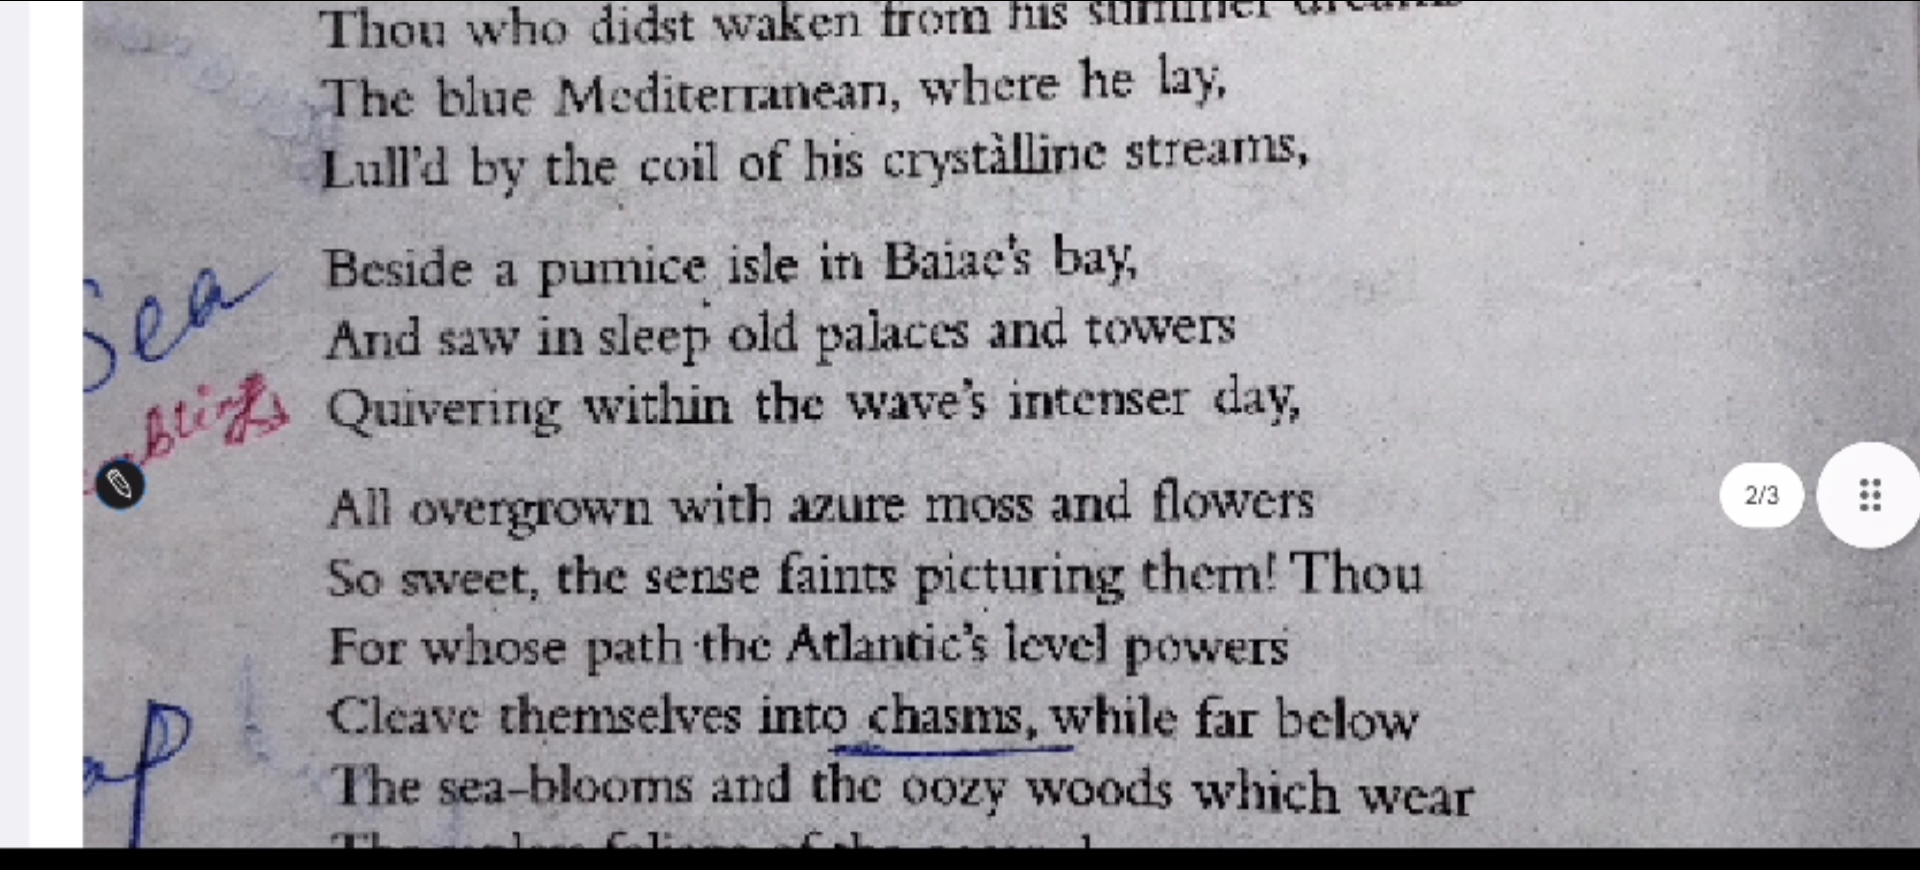 Thou who didst waken from his summer dreams
The blue Mediterranean, where he lay,
Lull'd by the coil of his crystàlline streams,
Beside a pumice isle in Baiae's bay,
Sea
And saw in sleep old palaces and towers
Quivering within the wave's intenser day,
All overgrown with azure moss and flowers
2/3
So sweet, the sense faints picturing them! Thou
For whose path the Atlantic's level powers
Cleave themselves into chasms, while far below
The sea-blooms and the oozy woods which wear